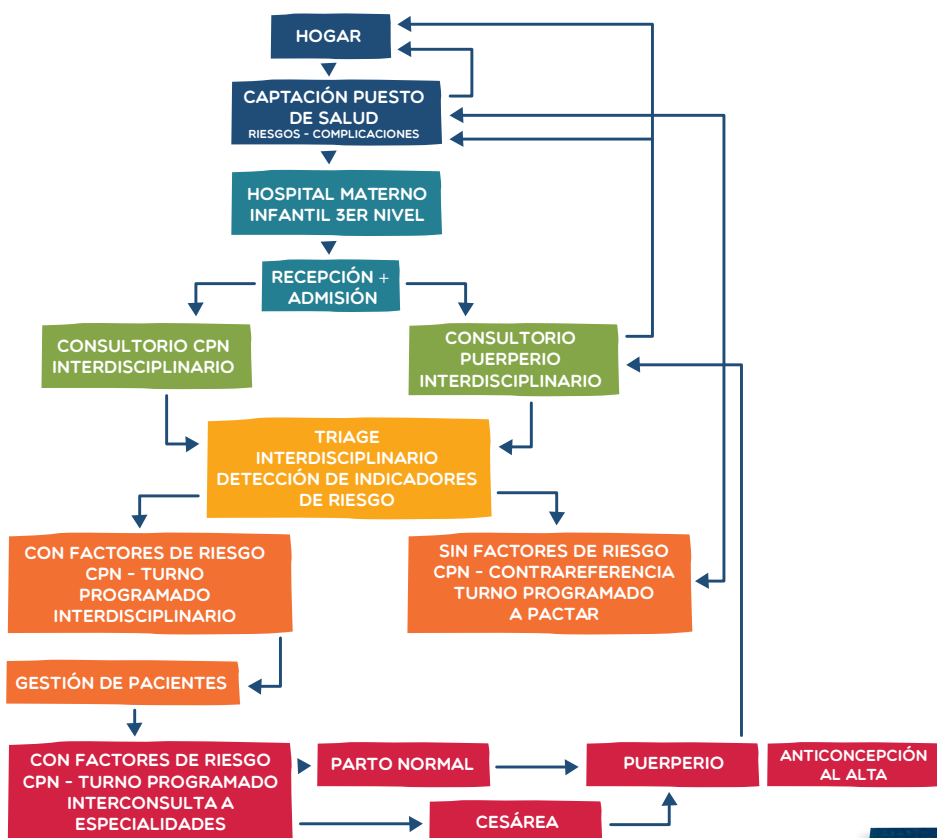 HOGAR
CAPTACIÓN PUESTO
DE SALUD
RIESGOS - COMPLICACIONES
HOSPITAL MATERNO
INFANTIL 3ER NIVEL
RECEPCIÓN +
ADMISIÓN
CONSULTORIO CPN
INTERDISCIPLINARIO
CONSULTORIO
PUERPERIO
INTERDISCIPLINARIO
TRIAGE
INTERDISCIPLINARIO
DETECCIÓN DE INDICADORES
DE RIESGO
CON FACTORES DE RIESGO
CPN - TURNO
PROGRAMADO
INTERDISCIPLINARIO
SIN FACTORES DE RIESGO
CPN - CONTRAREFERENCIA
TURNO PROGRAMADO
A PACTAR
GESTIÓN DE PACIENTES
CON FACTORES DE RIESGO
CPN - TURNO PROGRAMADO
INTERCONSULTA A
ESPECIALIDADES
PARTO NORMAL
CESÁREA
PUERPERIO
ANTICONCEPCIÓN
AL ALTA